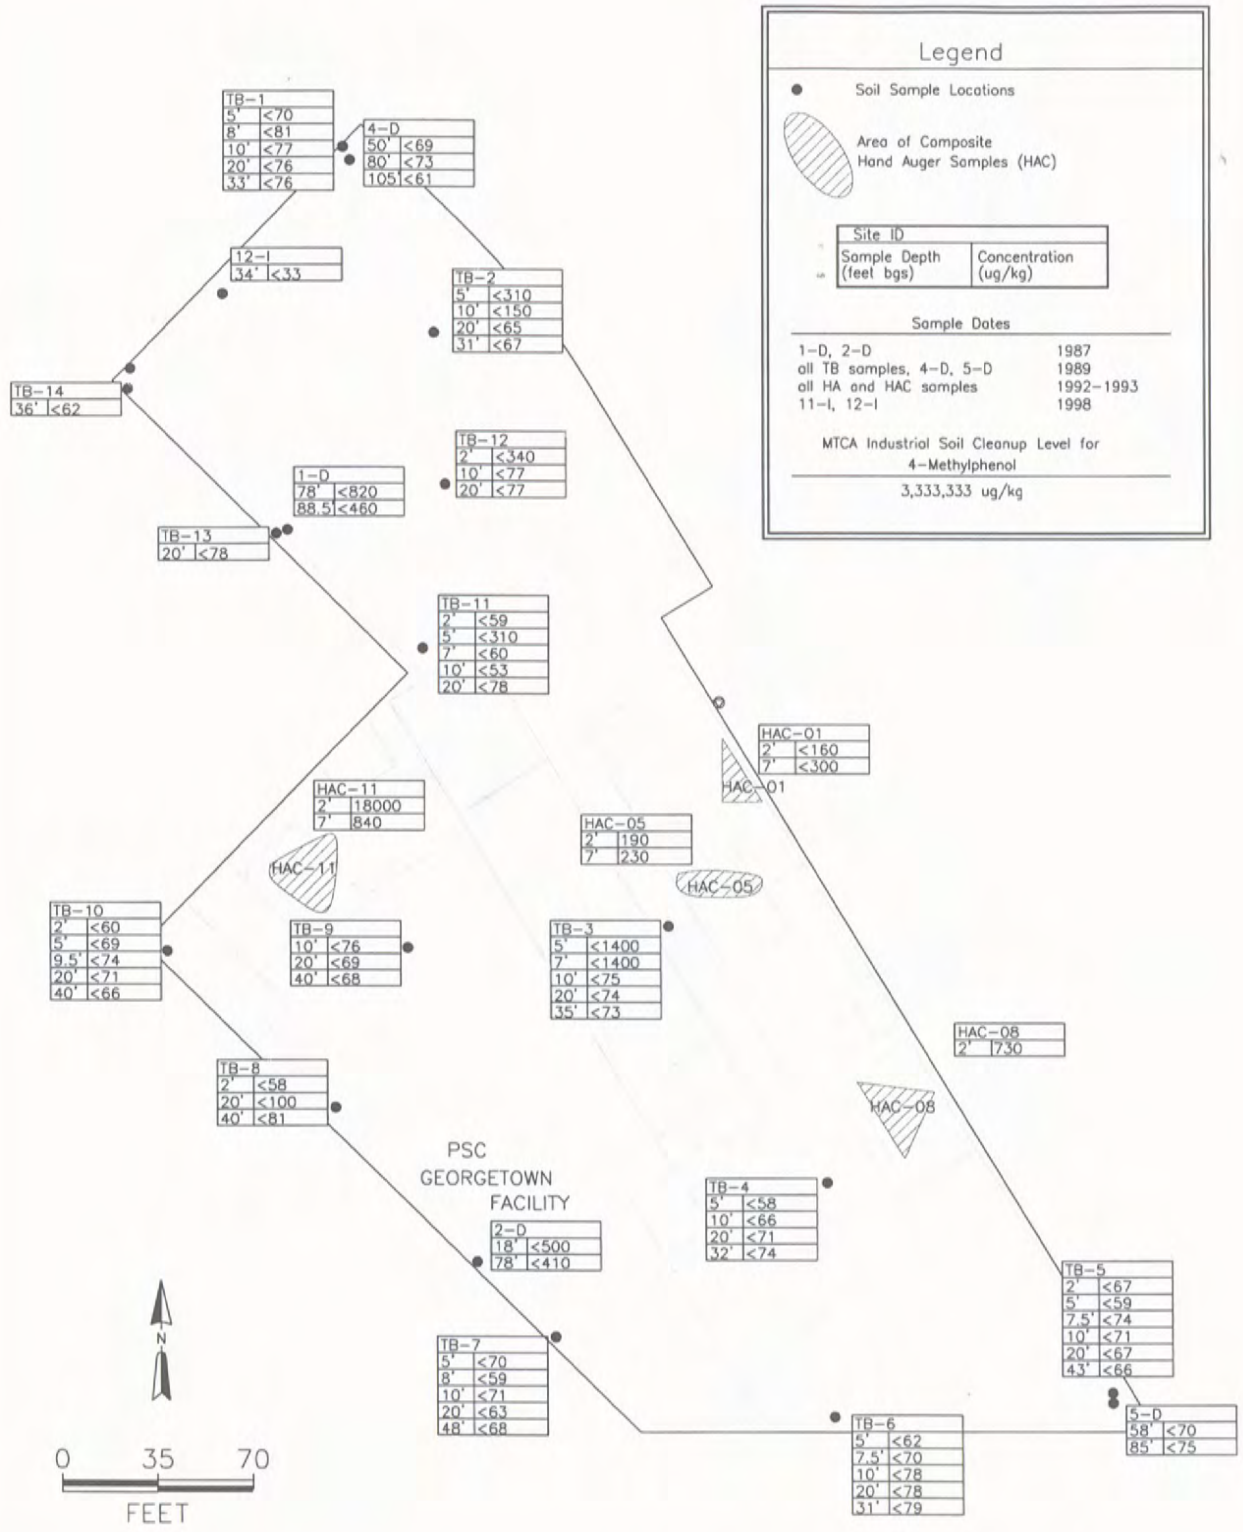 Legend
Soil Sample Locations
Area of Composite
Hand Auger Samples (HAC)
Site ID
Sample Depth
(feet bgs)
Concentration
(ug/kg)
Sample Dates
1-D, 2-D 1987
all TB samples, 4-D, 5-D 1989
all HA and HAC samples 1992-1993
11-I, 12-I 1998
MTCA Industrial Soil Cleanup Level for
4-Methylphenol
3,333,333 ug/kg
TB-1
5' <70
8' <81
10' <77
20' <76
33' <76
4-D
50' <69
80' <73
105' <61
12-I
34' <33
TB-2
5' <310
10' <150
20' <65
31' <67
TB-14
36' <62
TB-12
2' <340
10' <77
20' <77
1-D
78' <820
88.5' <460
TB-13
20' <78
TB-11
2' <59
5' <310
7' <60
10' <53
20' <78
HAC-01
2' <160
7' <300
HAC-01
HAC-11
2' 18000
7' 840
HAC-11
HAC-05
2' 190
7' 230
HAC-05
TB-10
2' <60
5' <69
9.5' <74
20' <71
40' <66
TB-9
10' <76
20' <69
40' <68
TB-3
5' <1400
7' <1400
10' <75
20' <74
35' <73
HAC-08
2' 730
HAC-08
TB-8
2' <58
20' <100
40' <81
PSC
GEORGETOWN
FACILITY
TB-4
5' <58
10' <66
20' <71
32' <74
2-D
18' <500
78' <410
TB-5
2' <67
5' <59
7.5' <74
10' <71
20' <67
43' <66
TB-7
5' <70
8' <59
10' <71
20' <63
48' <68
5-D
58' <70
85' <75
TB-6
5' <62
7.5' <70
10' <78
20' <78
31' <79
N
0 35 70
FEET